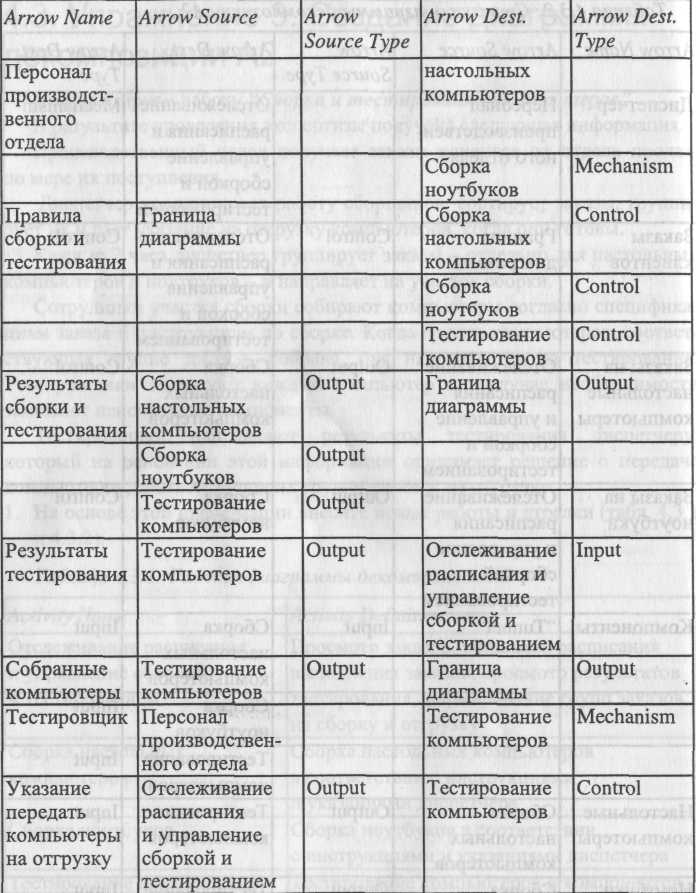 Arrow Name Arrow Source Arrow Arrow Dest. Arrow Dest.
Source Type Type
Персонал настольных
производст- компьютеров
венного
отдела
Сборка Mechanism
ноутбуков
Правила Граница Сборка Control
сборки и диаграммы настольных
тестирования компьютеров
Сборка Control
ноутбуков
Тестирование Control
компьютеров
Результаты Сборка Output Граница Output
сборки и настольных диаграммы
тестирования компьютеров
Сборка Output
ноутбуков
Тестирование Output
компьютеров
Результаты Тестирование Output Отслеживание Input
тестирования компьютеров расписания и
управление
сборкой и
тестированием
Собранные Тестирование Output Граница Output
компьютеры компьютеров диаграммы
Тестировщик Персонал Тестирование Mechanism
производствен- компьютеров
ного отдела
Указание Отслеживание Output Тестирование Control
передать расписания компьютеров
компьютеры и управление
на отгрузку сборкой и
тестированием